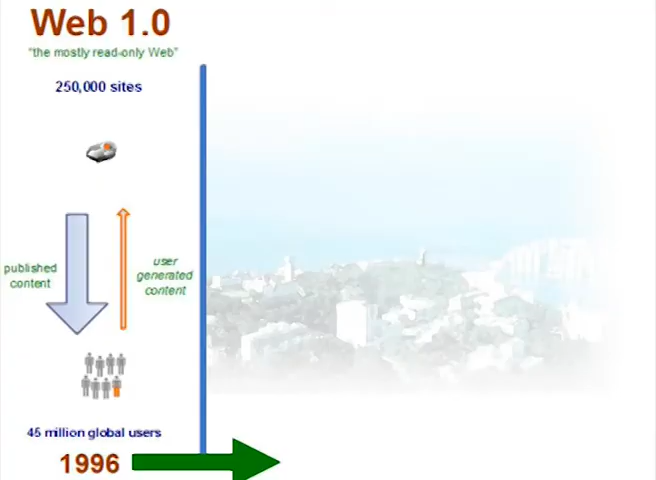 Web 1.0
"the mostly read-only Web"
250,000 sites
published
content
user
generated
content
45 million global users
1996